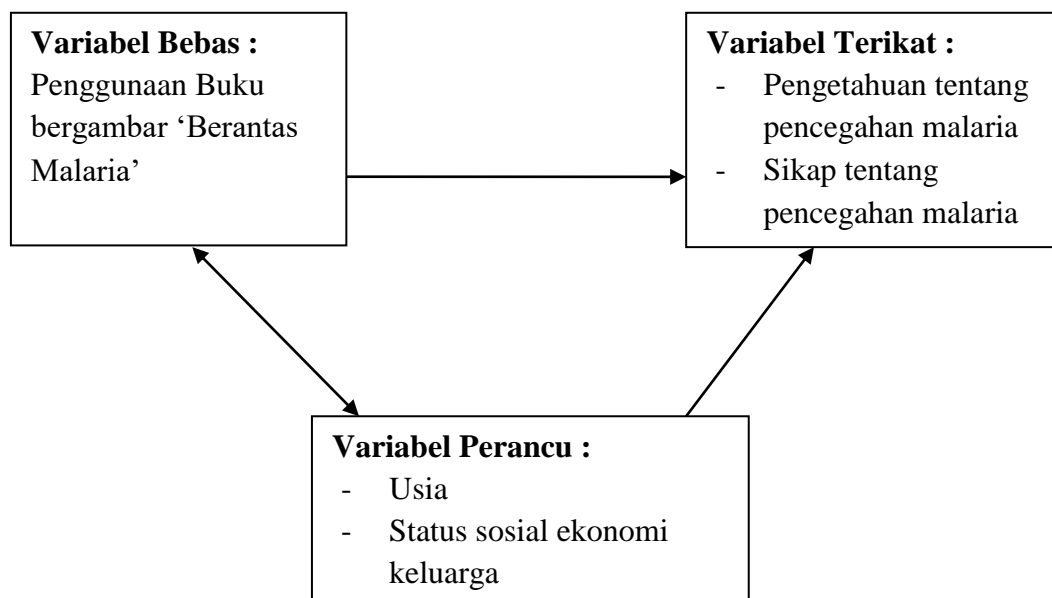 Variabel Bebas :
Penggunaan Buku
bergambar ‘Berantas
Malaria’
Variabel Terikat :
- Pengetahuan tentang
pencegahan malaria
- Sikap tentang
pencegahan malaria
Variabel Perancu :
- Usia
- Status sosial ekonomi
keluarga